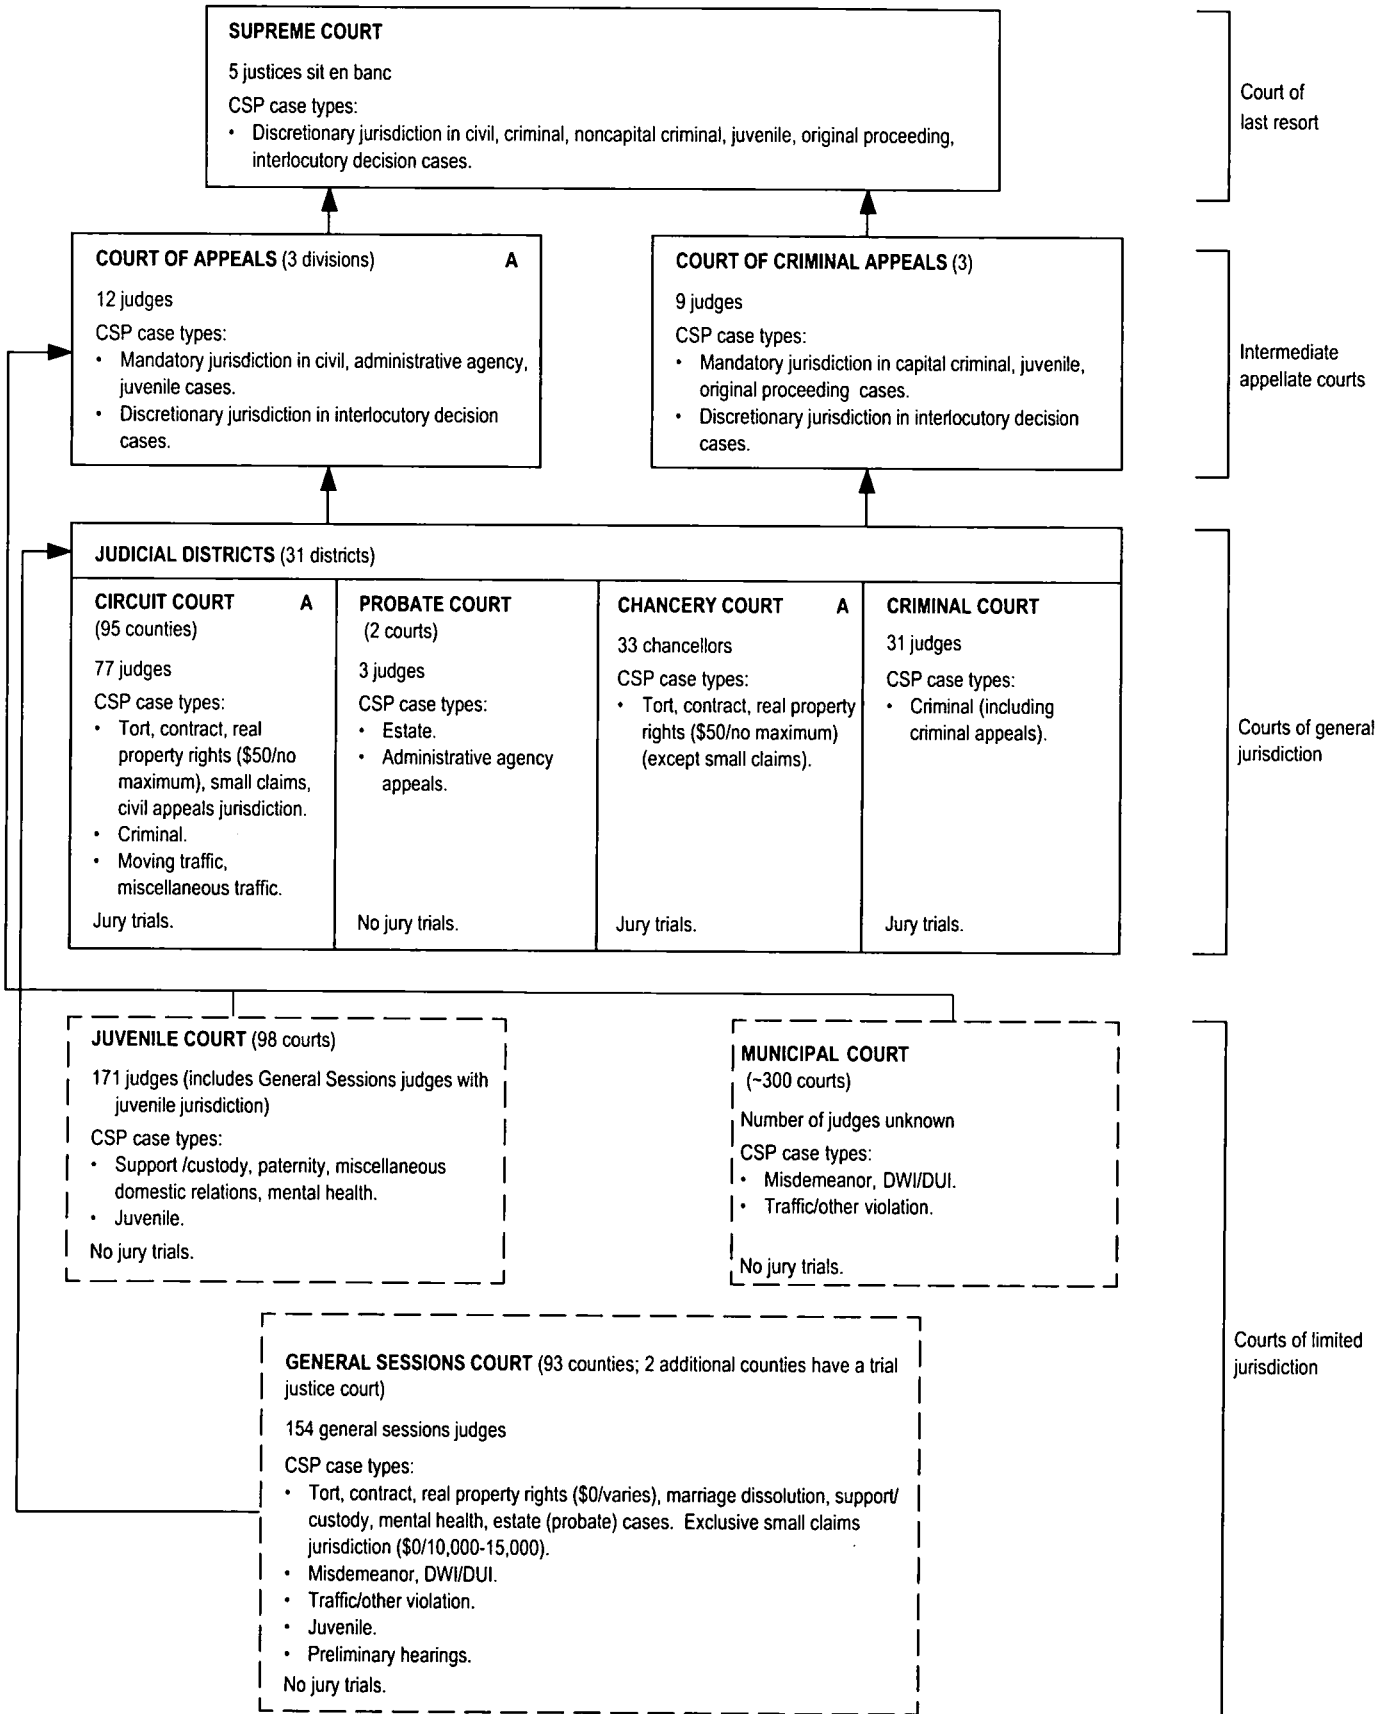 SUPREME COURT
5 justices sit en banc
CSP case types:
• Discretionary jurisdiction in civil, criminal, noncapital criminal, juvenile, original proceeding,
interlocutory decision cases.
Court of
last resort
COURT OF APPEALS (3 divisions) A
12 judges
CSP case types:
• Mandatory jurisdiction in civil, administrative agency,
juvenile cases.
• Discretionary jurisdiction in interlocutory decision
cases.
COURT OF CRIMINAL APPEALS (3)
9 judges
CSP case types:
• Mandatory jurisdiction in capital criminal, juvenile,
original proceeding cases.
• Discretionary jurisdiction in interlocutory decision
cases.
Intermediate
appellate courts
JUDICIAL DISTRICTS (31 districts)
CIRCUIT COURT A
(95 counties)
77 judges
CSP case types:
• Tort, contract, real
property rights ($50/no
maximum), small claims,
civil appeals jurisdiction.
• Criminal.
• Moving traffic,
miscellaneous traffic.
Jury trials.
PROBATE COURT
(2 courts)
3 judges
CSP case types:
• Estate.
• Administrative agency
appeals.
No jury trials.
CHANCERY COURT A
33 chancellors
CSP case types:
• Tort, contract, real property
rights ($50/no maximum)
(except small claims).
Jury trials.
CRIMINAL COURT
31 judges
CSP case types:
• Criminal (including
criminal appeals).
Jury trials.
Courts of general
jurisdiction
JUVENILE COURT (98 courts)
171 judges (includes General Sessions judges with
juvenile jurisdiction)
CSP case types:
• Support /custody, paternity, miscellaneous
domestic relations, mental health.
• Juvenile.
No jury trials.
MUNICIPAL COURT
(~300 courts)
Number of judges unknown
CSP case types:
• Misdemeanor, DWI/DUI.
• Traffic/other violation.
No jury trials.
GENERAL SESSIONS COURT (93 counties; 2 additional counties have a trial
justice court)
154 general sessions judges
CSP case types:
• Tort, contract, real property rights ($0/varies), marriage dissolution, support/
custody, mental health, estate (probate) cases. Exclusive small claims
jurisdiction ($0/10,000-15,000).
• Misdemeanor, DWI/DUI.
• Traffic/other violation.
• Juvenile.
• Preliminary hearings.
No jury trials.
Courts of limited
jurisdiction